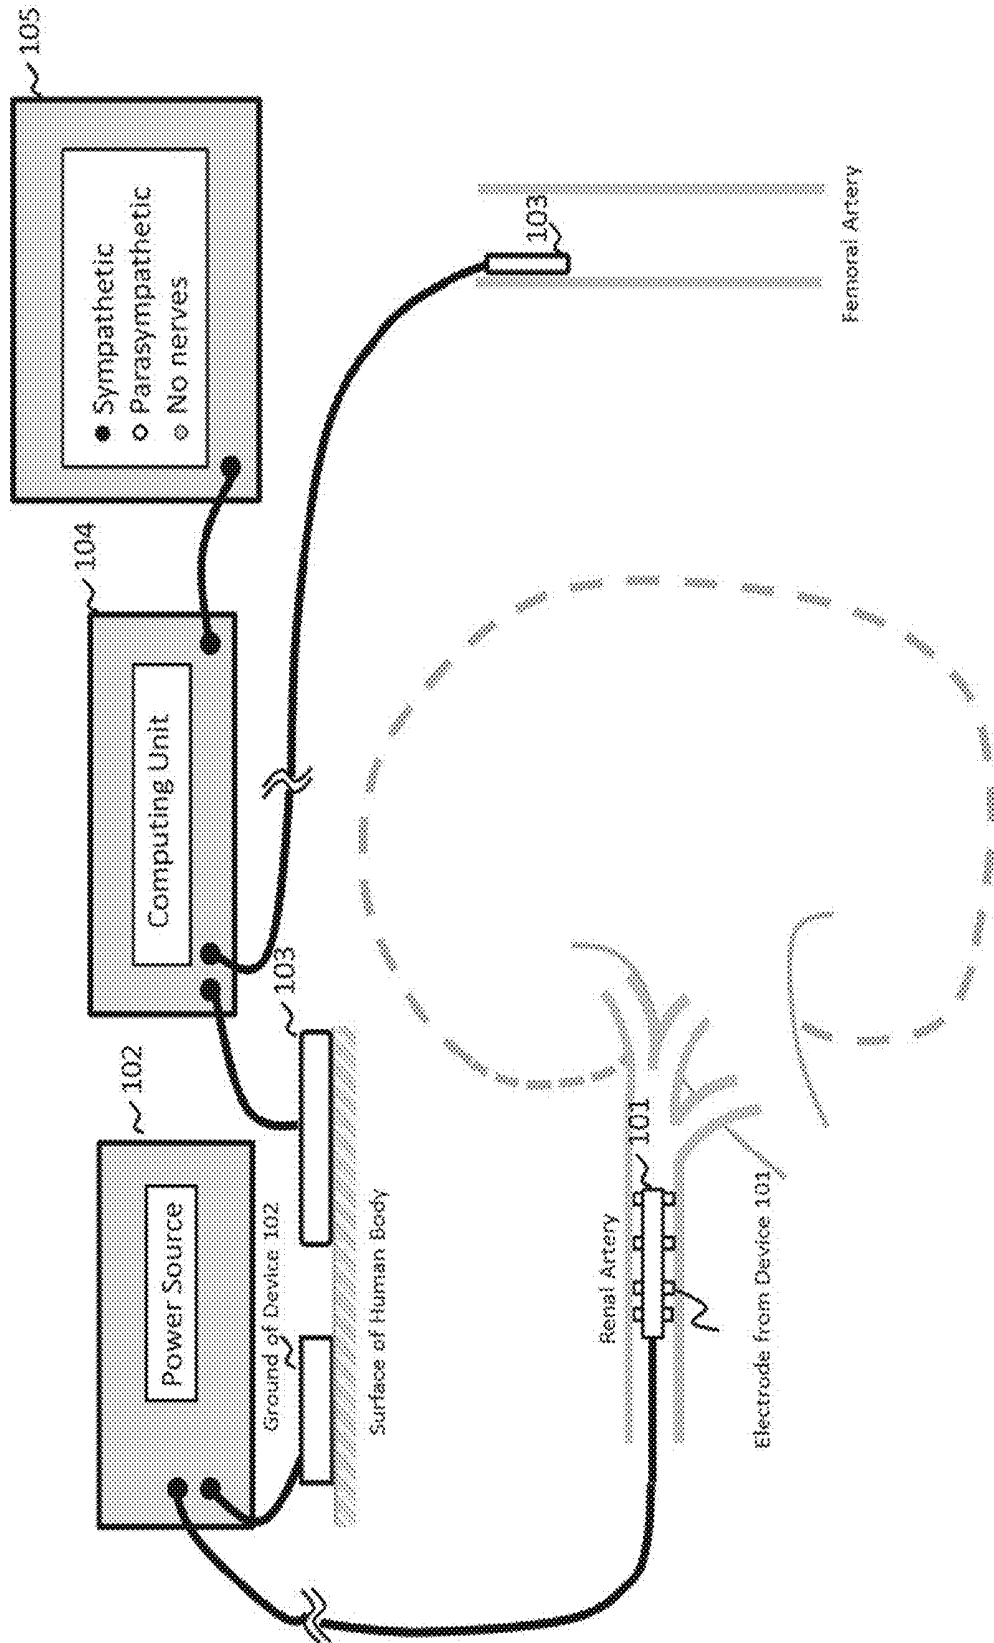 102
Power Source
Ground of Device 102
Surface of Human Body
104
Computing Unit
103
105
Sympathetic
Parasympathetic
No nerves
Renal Artery
101
Electrode from Device 101
103
Femoral Artery